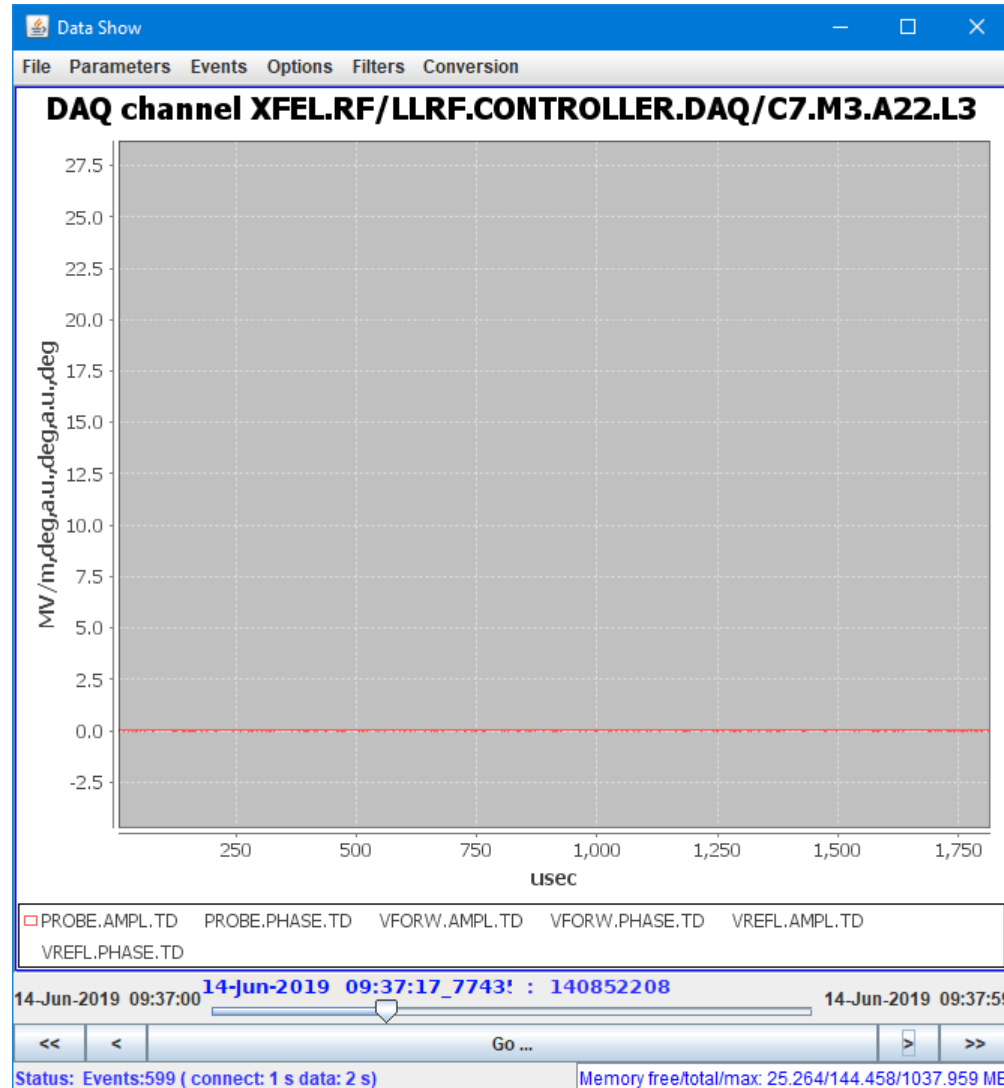 Data Show
File Parameters Events Options Filters Conversion
DAQ channel XFEL.RF/LLRF.CONTROLLER.DAQ/C7.M3.A22.L3
27.5
25.0
22.5
20.0
17.5
15.0
12.5
10.0
7.5
5.0
2.5
0.0
-2.5
MV/m,deg,a.u.,deg,a.u.,deg
250 500 750 1,000 1,250 1,500 1,750
usec
PROBE.AMPL.TD PROBE.PHASE.TD VFORW.AMPL.TD VFORW.PHASE.TD VREFL.AMPL.TD
VREFL.PHASE.TD
14-Jun-2019 09:37:17_7743 : 140852208
14-Jun-2019 09:37:00 14-Jun-2019 09:37:59
<< < Go ... > >>
Status: Events:599 ( connect: 1 s data: 2 s) Memory free/total/max: 25.264/144.458/1037.959 MB